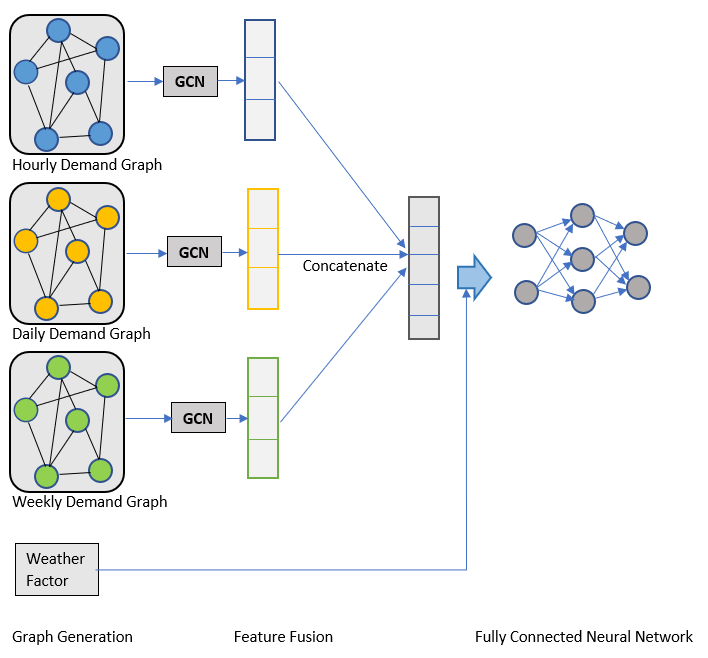 GCN
Hourly Demand Graph
GCN
Concatenate
Daily Demand Graph
GCN
Weekly Demand Graph
Weather
Factor
Graph Generation
Feature Fusion
Fully Connected Neural Network